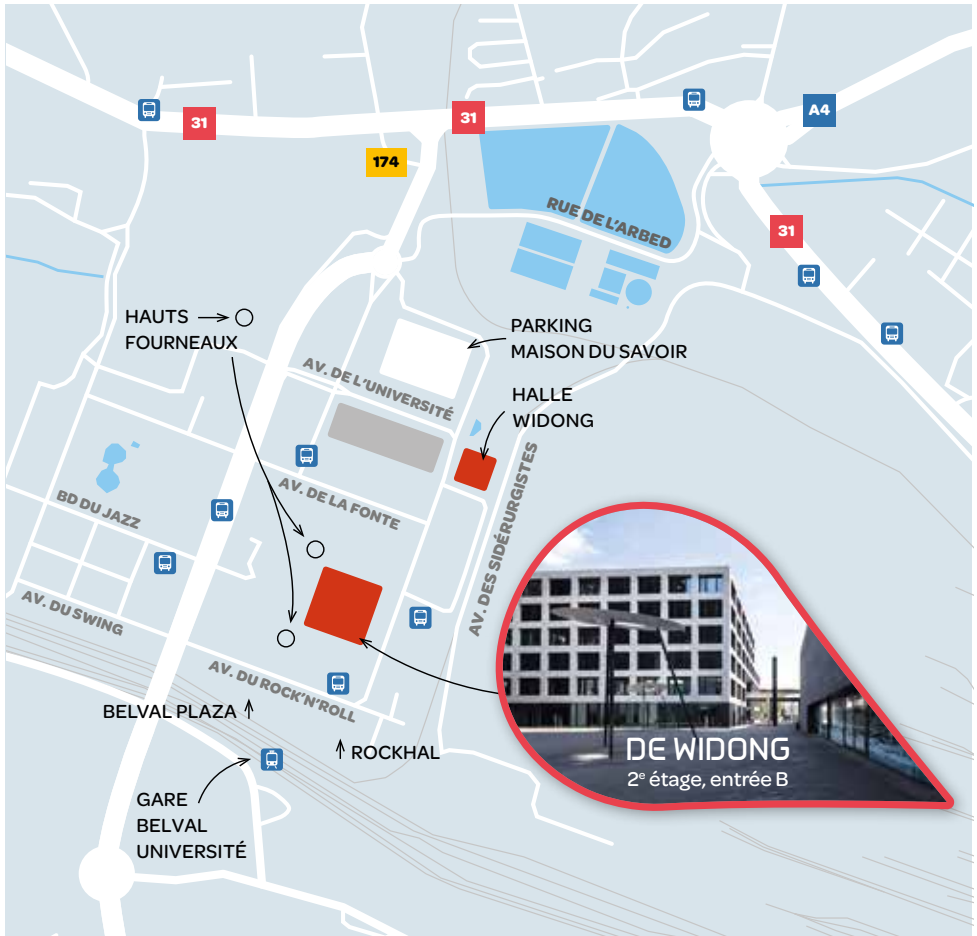 31
31
A4
174
RUE DE L'ARBED
31
HAUTS
FOURNEAUX
PARKING
MAISON DU SAVOIR
AV. DE L'UNIVERSITÉ
HALLE
WIDONG
AV. DE LA FONTE
BD DU JAZZ
AV. DES SIDÉRURGISTES
AV. DU SWING
AV. DU ROCK'N'ROLL
BELVAL PLAZA
ROCKHAL
DE WIDONG
2e étage, entrée B
GARE
BELVAL
UNIVERSITÉ